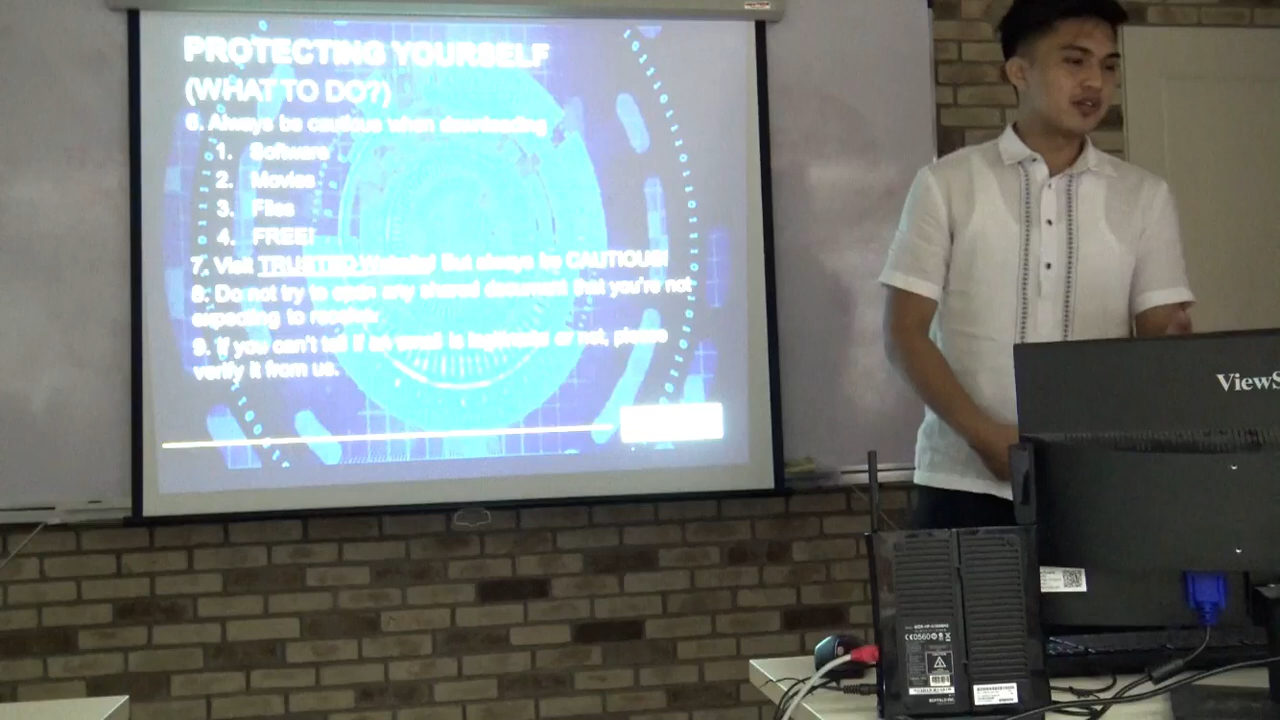 PROTECTING YOURSELF
(WHAT TO DO?)
6. Always be cautious when downloading
1. Software
2. Movies
3. Files
4. FREE!
7. Visit TRUSTED Website! But always be CAUTIOUS!
8. Do not try to open any shared document that you're not
expecting to receive.
9. If you can't tell if an email is legitimate or not, please
verify it from us.
ViewS
CE0560
BUFFALO INC.